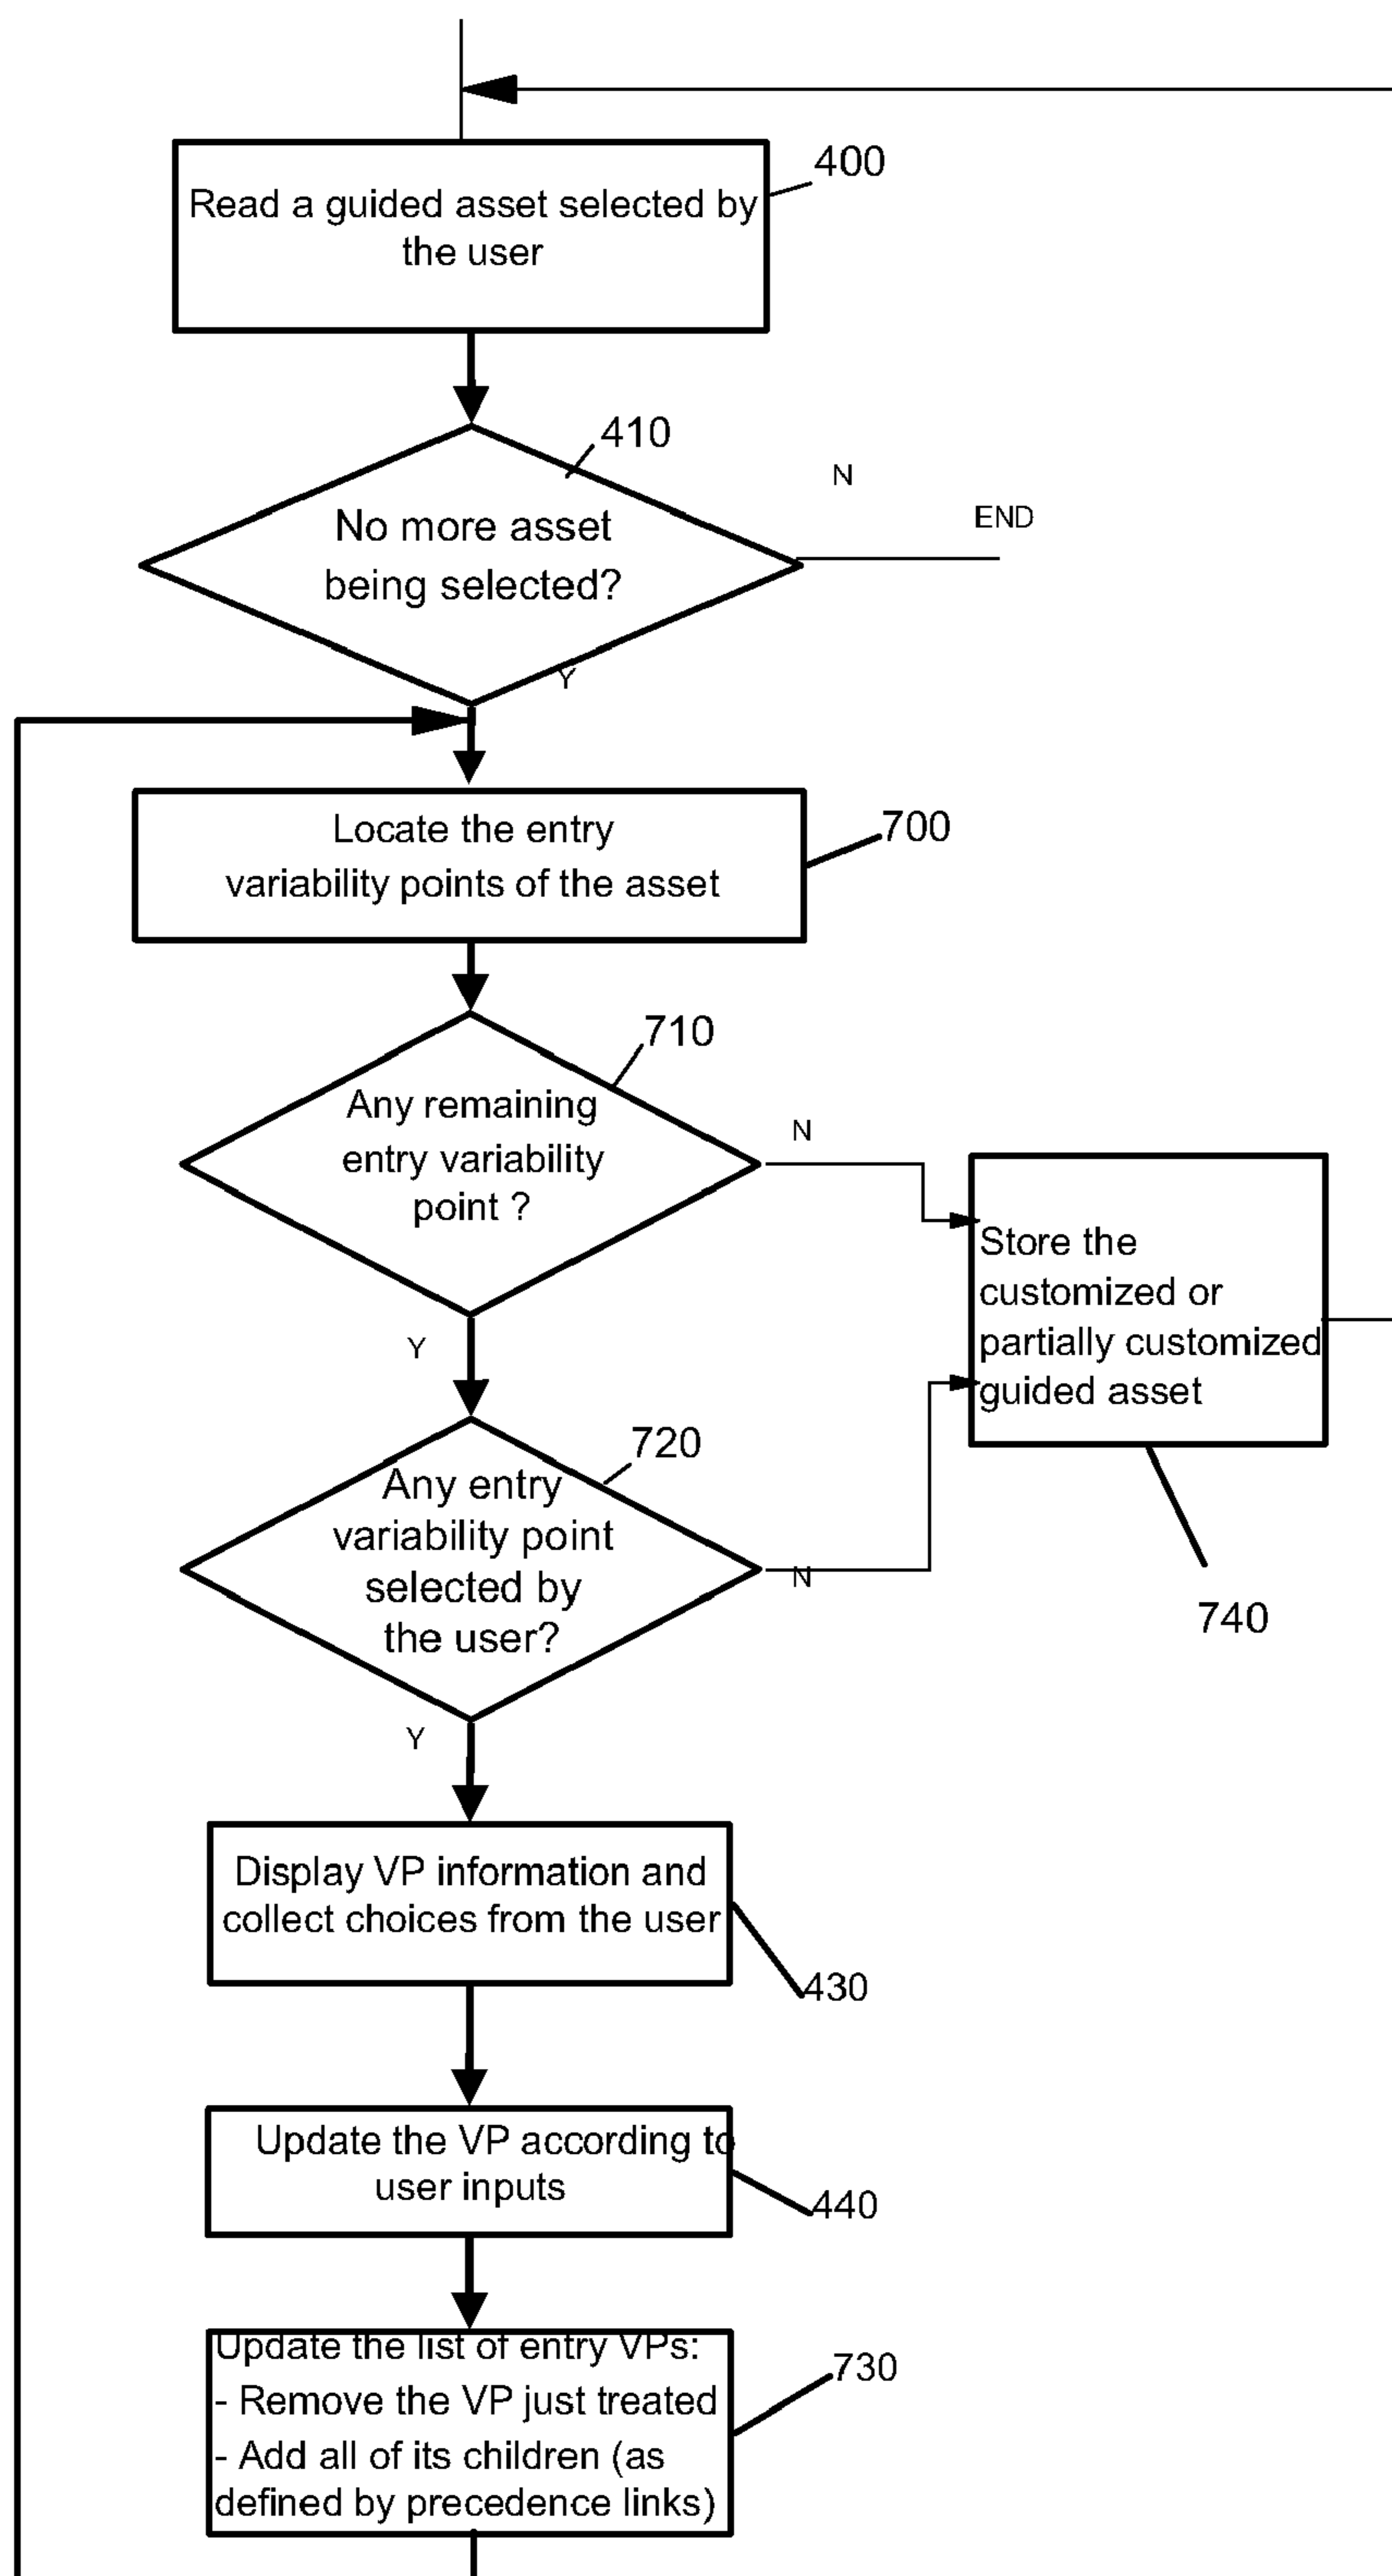 400
Read a guided asset selected by
the user
410
N
END
No more asset
being selected?
Y
Locate the entry
variability points of the asset
700
710
Any remaining
entry variability
point ?
N
Store the
customized or
partially customized
guided asset
Y
720
Any entry
variability point
selected by
the user?
N
740
Y
Display VP information and
collect choices from the user
430
Update the VP according to
user inputs
440
Update the list of entry VPs:
- Remove the VP just treated
- Add all of its children (as
defined by precedence links)
730